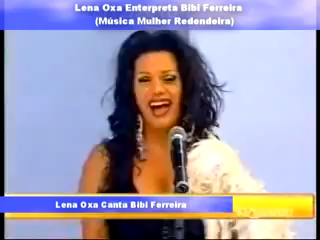 Lena Oxa Enterpreta Bibi Ferreira
(Música Mulher Redendeira)
Lena Oxa Canta Bibi Ferreira